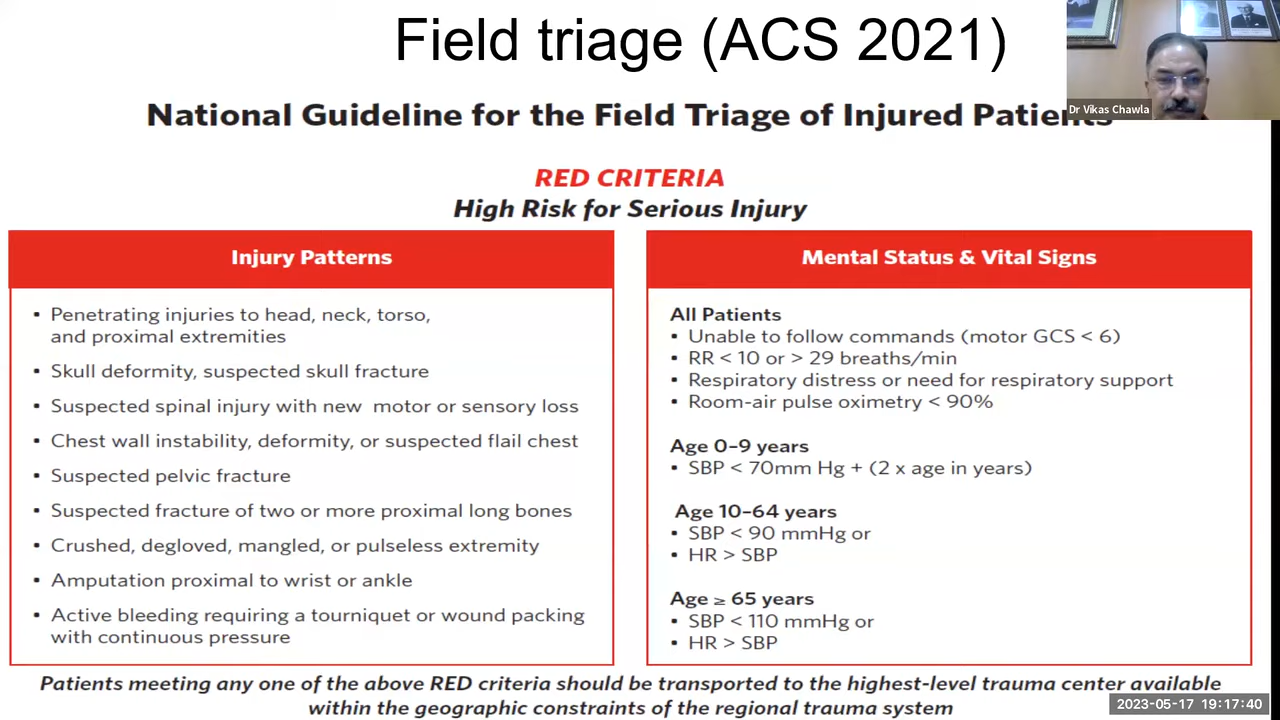 Field triage (ACS 2021)
Dr Vikas Chawla
National Guideline for the Field Triage of Injured Patients
RED CRITERIA
High Risk for Serious Injury
Injury Patterns
• Penetrating injuries to head, neck, torso,
and proximal extremities
• Skull deformity, suspected skull fracture
• Suspected spinal injury with new motor or sensory loss
• Chest wall instability, deformity, or suspected flail chest
• Suspected pelvic fracture
• Suspected fracture of two or more proximal long bones
• Crushed, degloved, mangled, or pulseless extremity
• Amputation proximal to wrist or ankle
• Active bleeding requiring a tourniquet or wound packing
with continuous pressure
Mental Status & Vital Signs
All Patients
• Unable to follow commands (motor GCS < 6)
• RR < 10 or > 29 breaths/min
• Respiratory distress or need for respiratory support
• Room-air pulse oximetry < 90%
Age 0–9 years
• SBP < 70mm Hg + (2 x age in years)
Age 10–64 years
• SBP < 90 mmHg or
• HR > SBP
Age ≥ 65 years
• SBP < 110 mmHg or
• HR > SBP
Patients meeting any one of the above RED criteria should be transported to the highest-level trauma center available
within the geographic constraints of the regional trauma system
2023-05-17 19:17:40